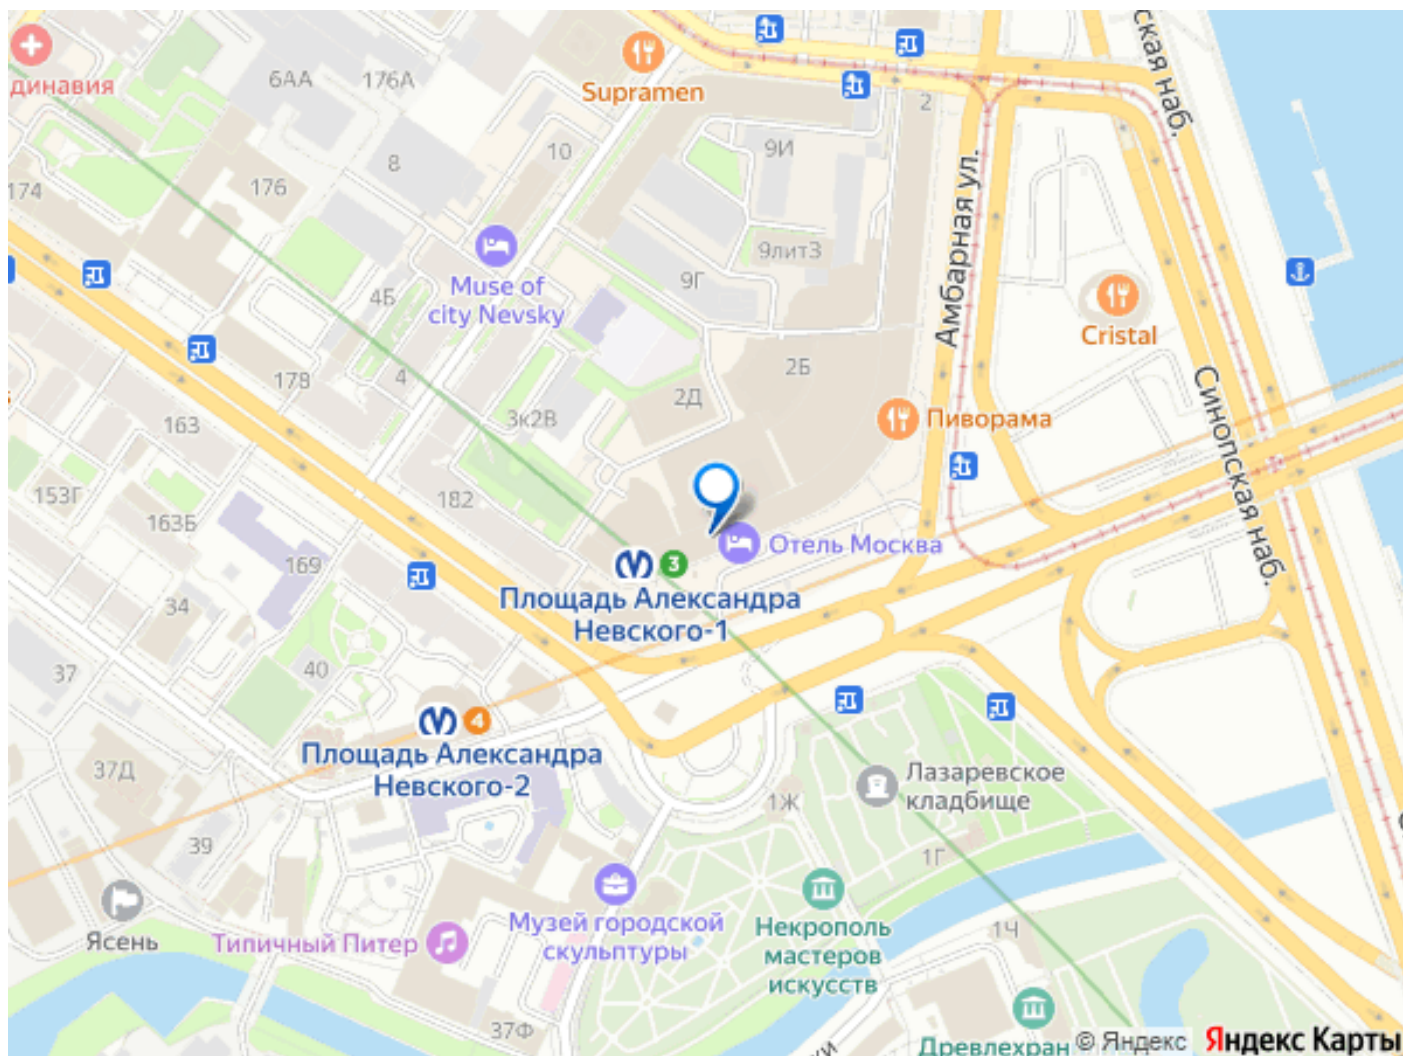 динавия
6АА
176А
Supramen
ская наб.
2
9И
10
8
176
174
Амбарная ул.
9лит3
9Г
Muse of
city Nevsky
4Б
Cristal
178
4
2Б
2Д
3к2В
163
Пиворама
Синопская наб.
153Г
182
163Б
Отель Москва
169
3
Площадь Александра
Невского-1
34
40
37
4
Площадь Александра
Невского-2
37Д
Лазаревское
кладбище
1Ж
39
1Г
Ясень
Типичный Питер
Музей городской
скульптуры
Некрополь
мастеров
искусств
1Ч
37Ф
Древлехран
© Яндекс
Яндекс Карты